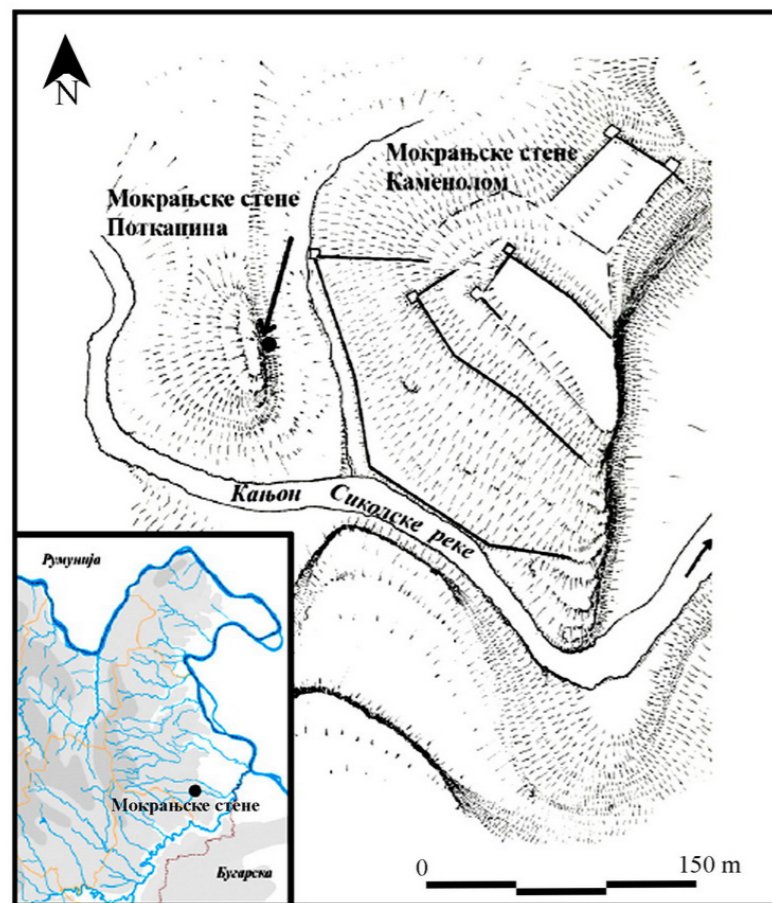 N
Мокрањске стене
Каменолом
Мокрањске стене
Поткапина
Кањон Сиколске реке
Румунија
Мокрањске стене
Бугарска
0 150 m